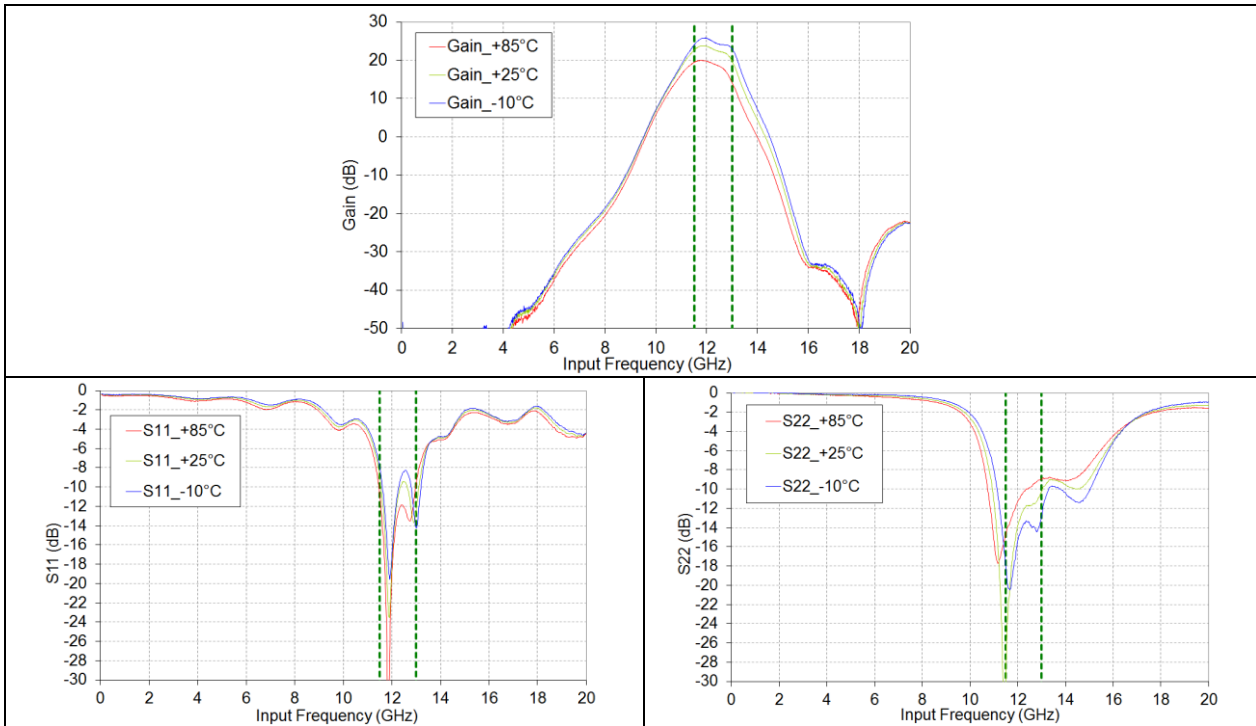 30
20
10
0
-10
-20
-30
-40
-50
Gain (dB)
Gain_+85°C
Gain_+25°C
Gain_-10°C
0 2 4 6 8 10 12 14 16 18 20
Input Frequency (GHz)
0
-2
-4
-6
-8
-10
-12
-14
-16
-18
-20
-22
-24
-26
-28
-30
S11 (dB)
S11_+85°C
S11_+25°C
S11_-10°C
0 2 4 6 8 10 12 14 16 18 20
Input Frequency (GHz)
0
-2
-4
-6
-8
-10
-12
-14
-16
-18
-20
-22
-24
-26
-28
-30
S22 (dB)
S22_+85°C
S22_+25°C
S22_-10°C
0 2 4 6 8 10 12 14 16 18 20
Input Frequency (GHz)